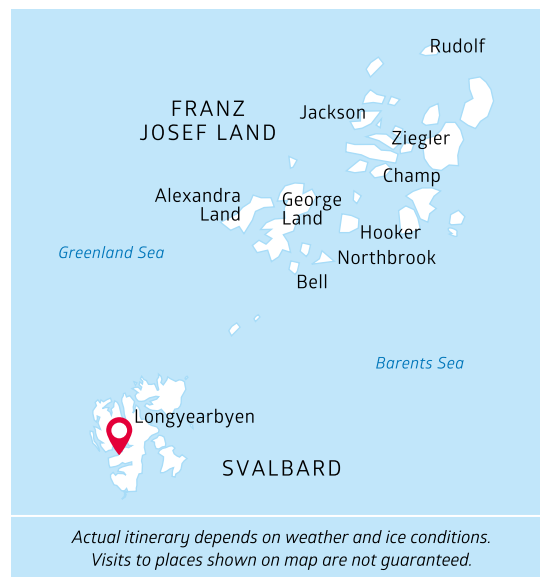 Rudolf
FRANZ
JOSEF LAND
Jackson
Ziegler
Champ
Alexandra
Land
George
Land
Hooker
Northbrook
Greenland Sea
Bell
Barents Sea
Longyearbyen
SVALBARD
Actual itinerary depends on weather and ice conditions.
Visits to places shown on map are not guaranteed.